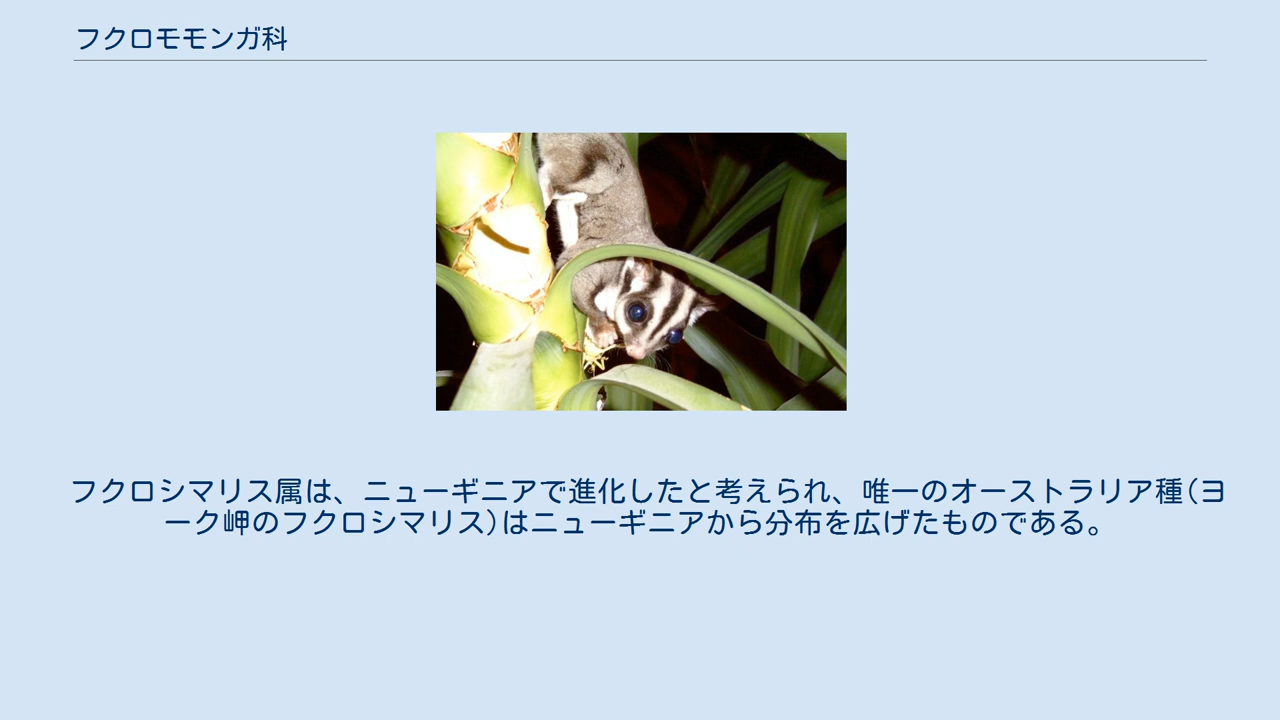 フクロモモンガ科
フクロシマリス属は、ニューギニアで進化したと考えられ、唯一のオーストラリア種(ヨ
ーク岬のフクロシマリス)はニューギニアから分布を広げたものである。